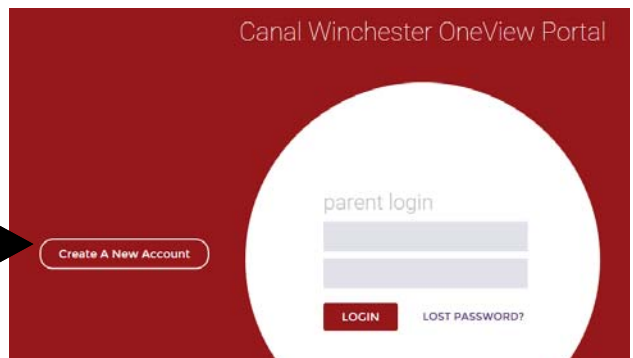 Canal Winchester OneView Portal
parent login
Create A New Account
LOGIN LOST PASSWORD?